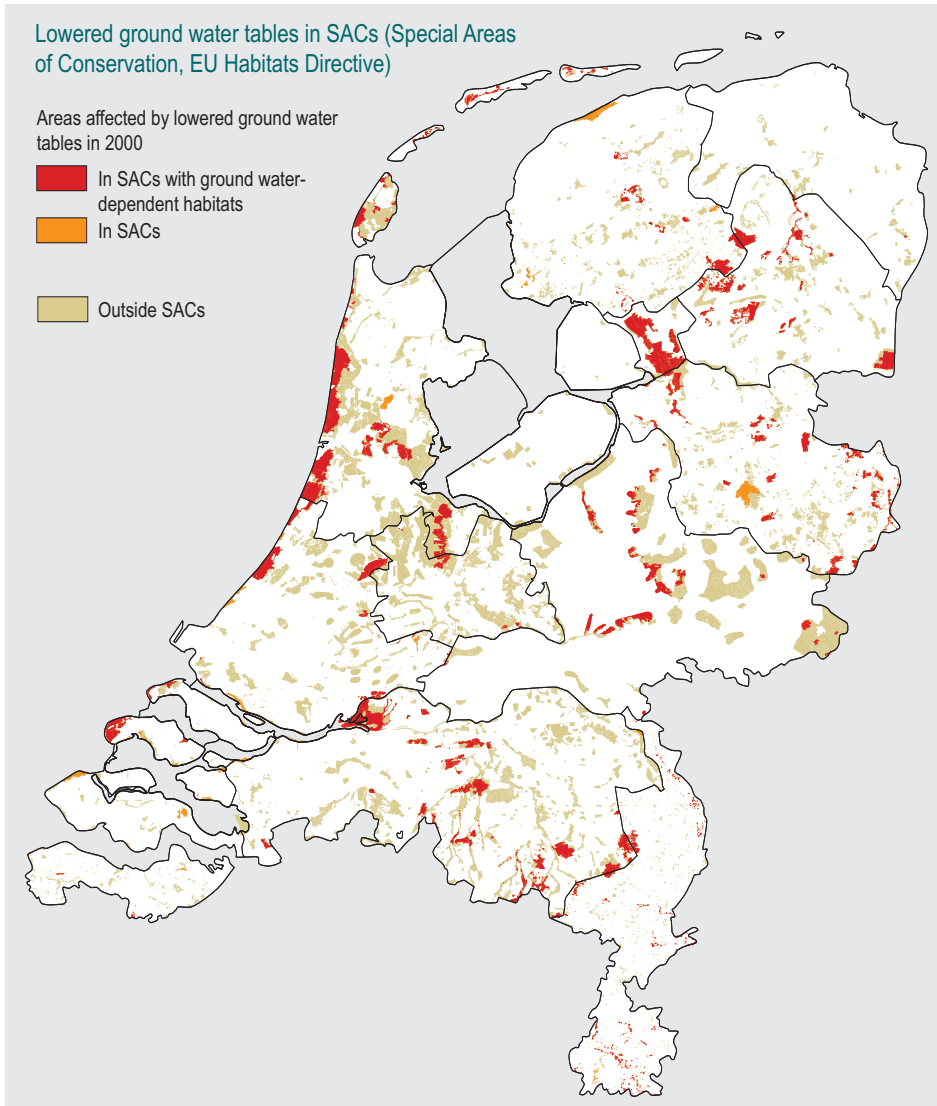 Lowered ground water tables in SACs (Special Areas
of Conservation, EU Habitats Directive)
Areas affected by lowered ground water
tables in 2000
In SACs with ground water-
dependent habitats
In SACs
Outside SACs